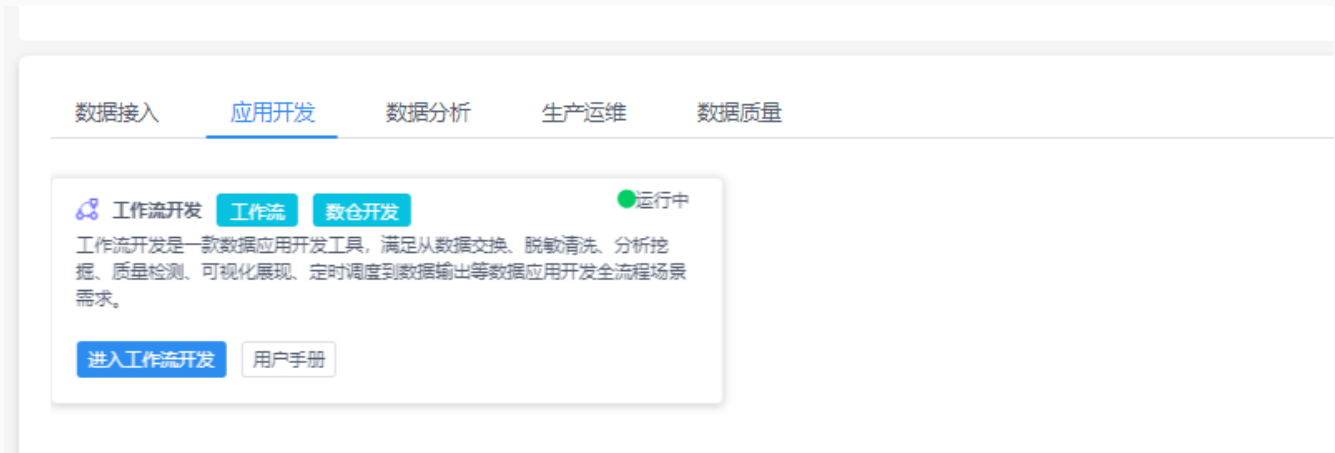 数据接入 应用开发 数据分析 生产运维 数据质量
工作流开发 工作流 数仓开发 运行中
工作流开发是一款数据应用开发工具，满足从数据交换、脱敏清洗、分析挖
掘、质量检测、可视化展现、定时调度到数据输出等数据应用开发全流程场景
需求。
进入工作流开发 用户手册